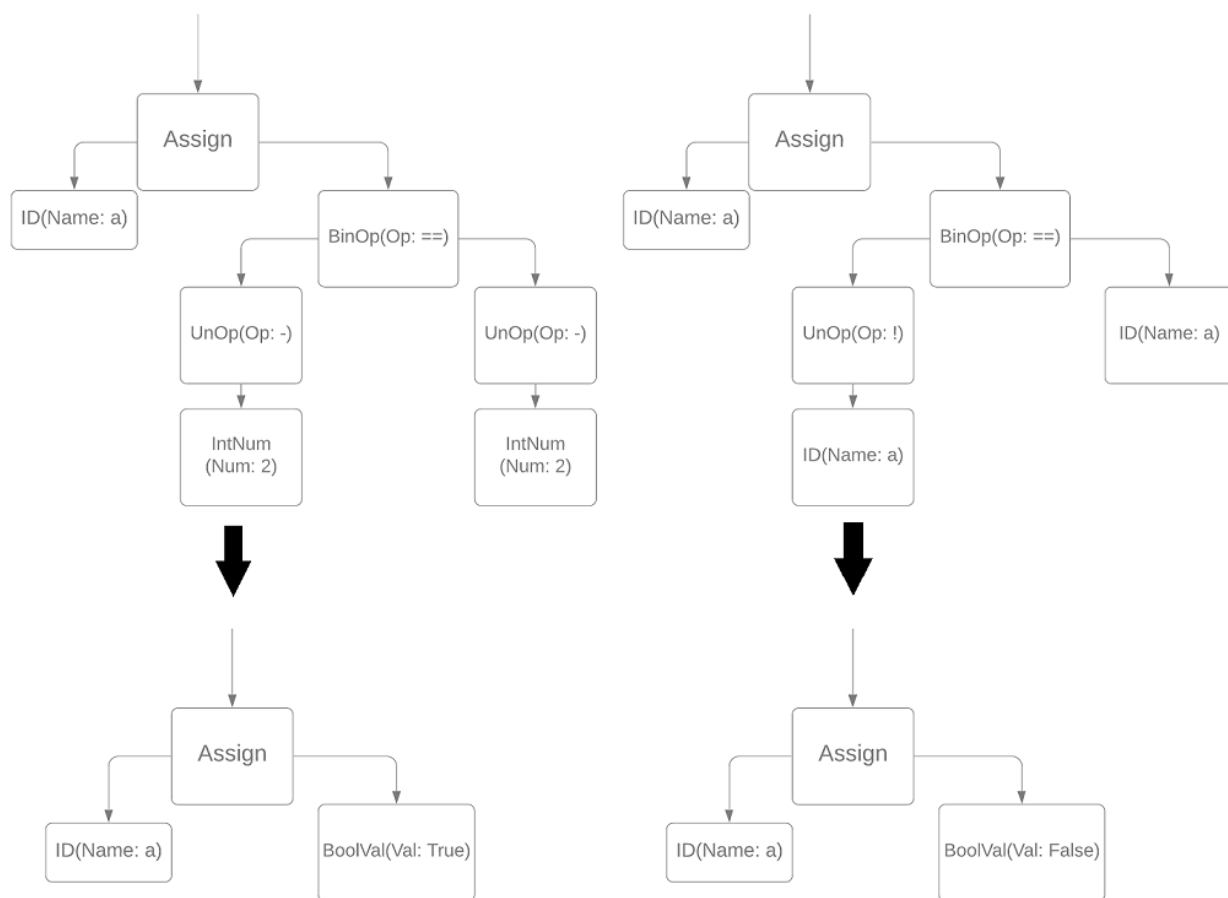 Assign
ID(Name: a)
BinOp(Op: ==)
UnOp(Op: -)
UnOp(Op: -)
IntNum
(Num: 2)
IntNum
(Num: 2)
Assign
ID(Name: a)
BinOp(Op: ==)
UnOp(Op: !)
ID(Name: a)
ID(Name: a)
Assign
ID(Name: a)
BoolVal(Val: True)
Assign
ID(Name: a)
BoolVal(Val: False)